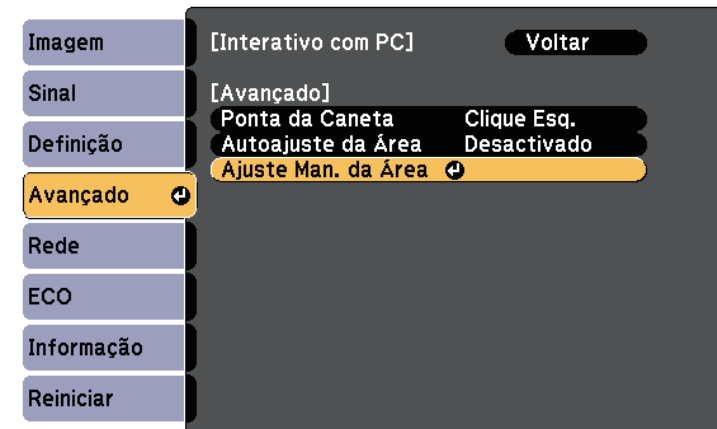 Imagem
Sinal
Definição
Avançado
Rede
ECO
Informação
Reiniciar
[Interativo com PC] Voltar
[Avançado]
Ponta da Caneta Clique Esq.
Autoajuste da Área Desactivado
Ajuste Man. da Área